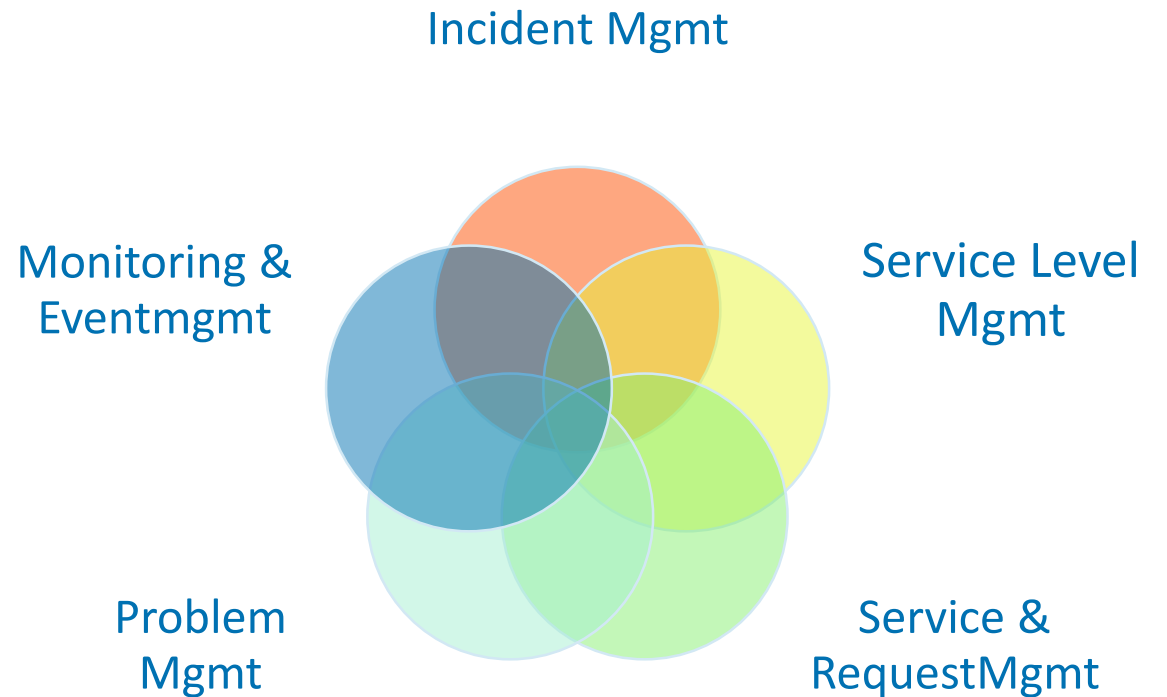 Incident Mgmt
Monitoring &
Eventmgmt
Service Level
Mgmt
Problem
Mgmt
Service &
RequestMgmt